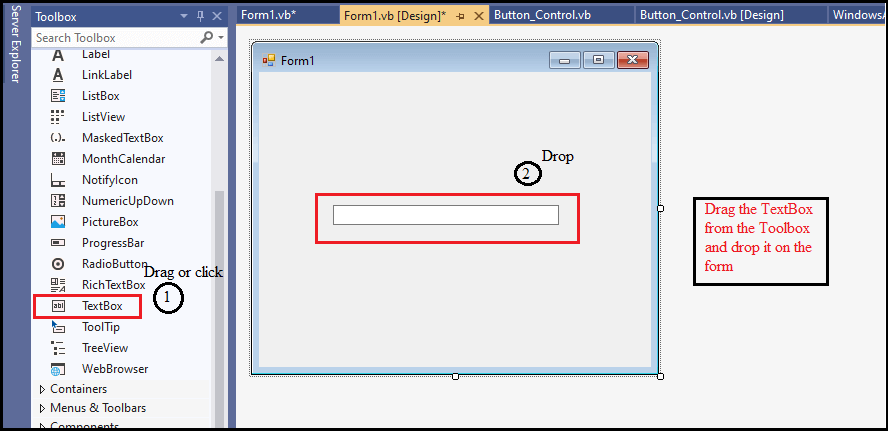 Server Explorer
Toolbox
Search Toolbox
Label
LinkLabel
ListBox
ListView
MaskedTextBox
MonthCalendar
NotifyIcon
NumericUpDown
PictureBox
ProgressBar
RadioButton
RichTextBox
TextBox
ToolTip
TreeView
WebBrowser
Containers
Menus & Toolbars
Components
Drag or click
1
Form1.vb*
Form1.vb [Design]*
Button_Control.vb
Button_Control.vb [Design]
WindowsA
Form1
Drop
2
Drag the TextBox
from the Toolbox
and drop it on the
form